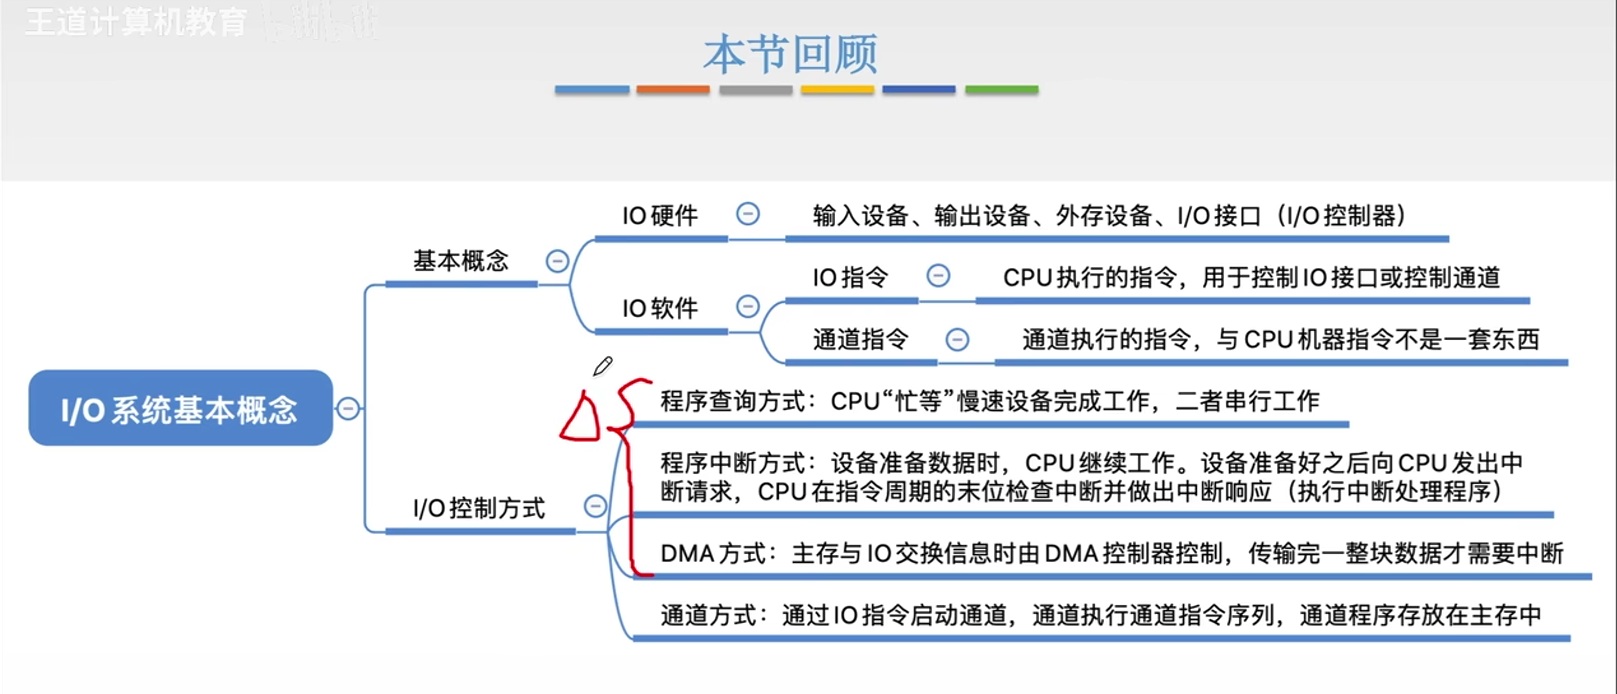 王道计算机教育
本节回顾
I/O系统基本概念
基本概念
IO硬件
输入设备、输出设备、外存设备、I/O接口（I/O控制器）
IO软件
IO指令
CPU执行的指令，用于控制IO接口或控制通道
通道指令
通道执行的指令，与CPU机器指令不是一套东西
I/O控制方式
程序查询方式：CPU“忙等”慢速设备完成工作，二者串行工作
程序中断方式：设备准备数据时，CPU继续工作。设备准备好之后向CPU发出中
断请求，CPU在指令周期的末位检查中断并做出中断响应（执行中断处理程序）
DMA方式：主存与IO交换信息时由DMA控制器控制，传输完一整块数据才需要中断
通道方式：通过IO指令启动通道，通道执行通道指令序列，通道程序存放在主存中